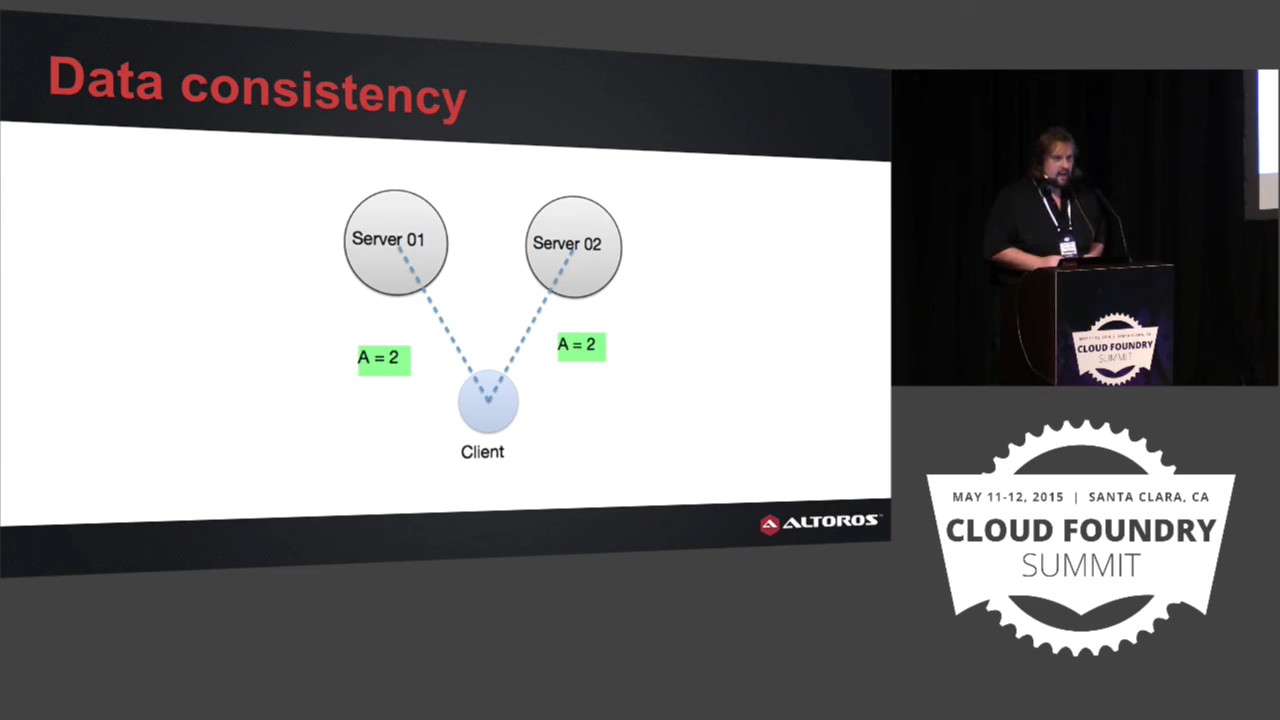 Data consistency
Server 01
Server 02
A = 2
A = 2
Client
ALTOROS
CLOUD FOUNDRY
SUMMIT
MAY 11-12, 2015 | SANTA CLARA, CA
CLOUD FOUNDRY
SUMMIT